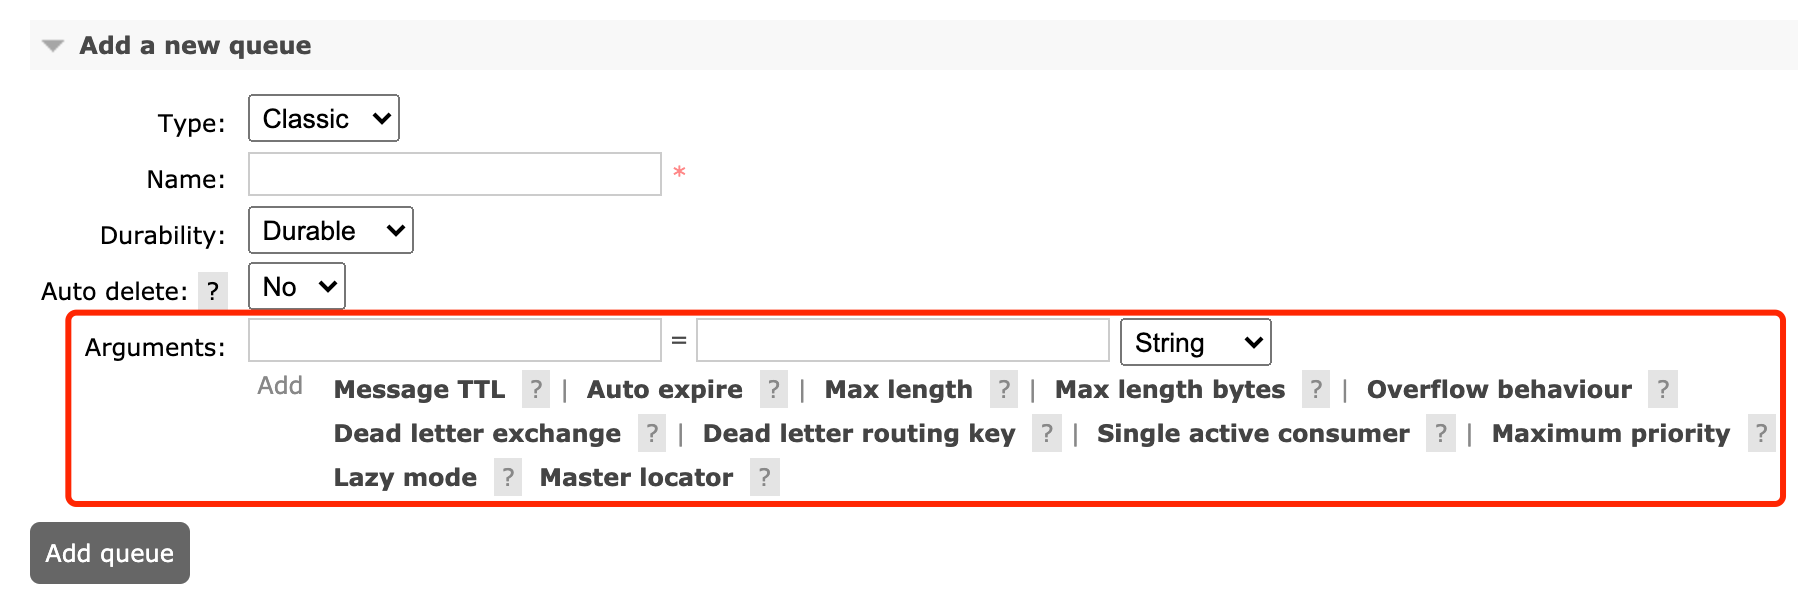 Add a new queue
Type: Classic
Name: *
Durability: Durable
Auto delete: ? No
Arguments: = String
Add Message TTL ? | Auto expire ? | Max length ? | Max length bytes ? | Overflow behaviour ?
Dead letter exchange ? | Dead letter routing key ? | Single active consumer ? | Maximum priority ?
Lazy mode ? Master locator ?
Add queue